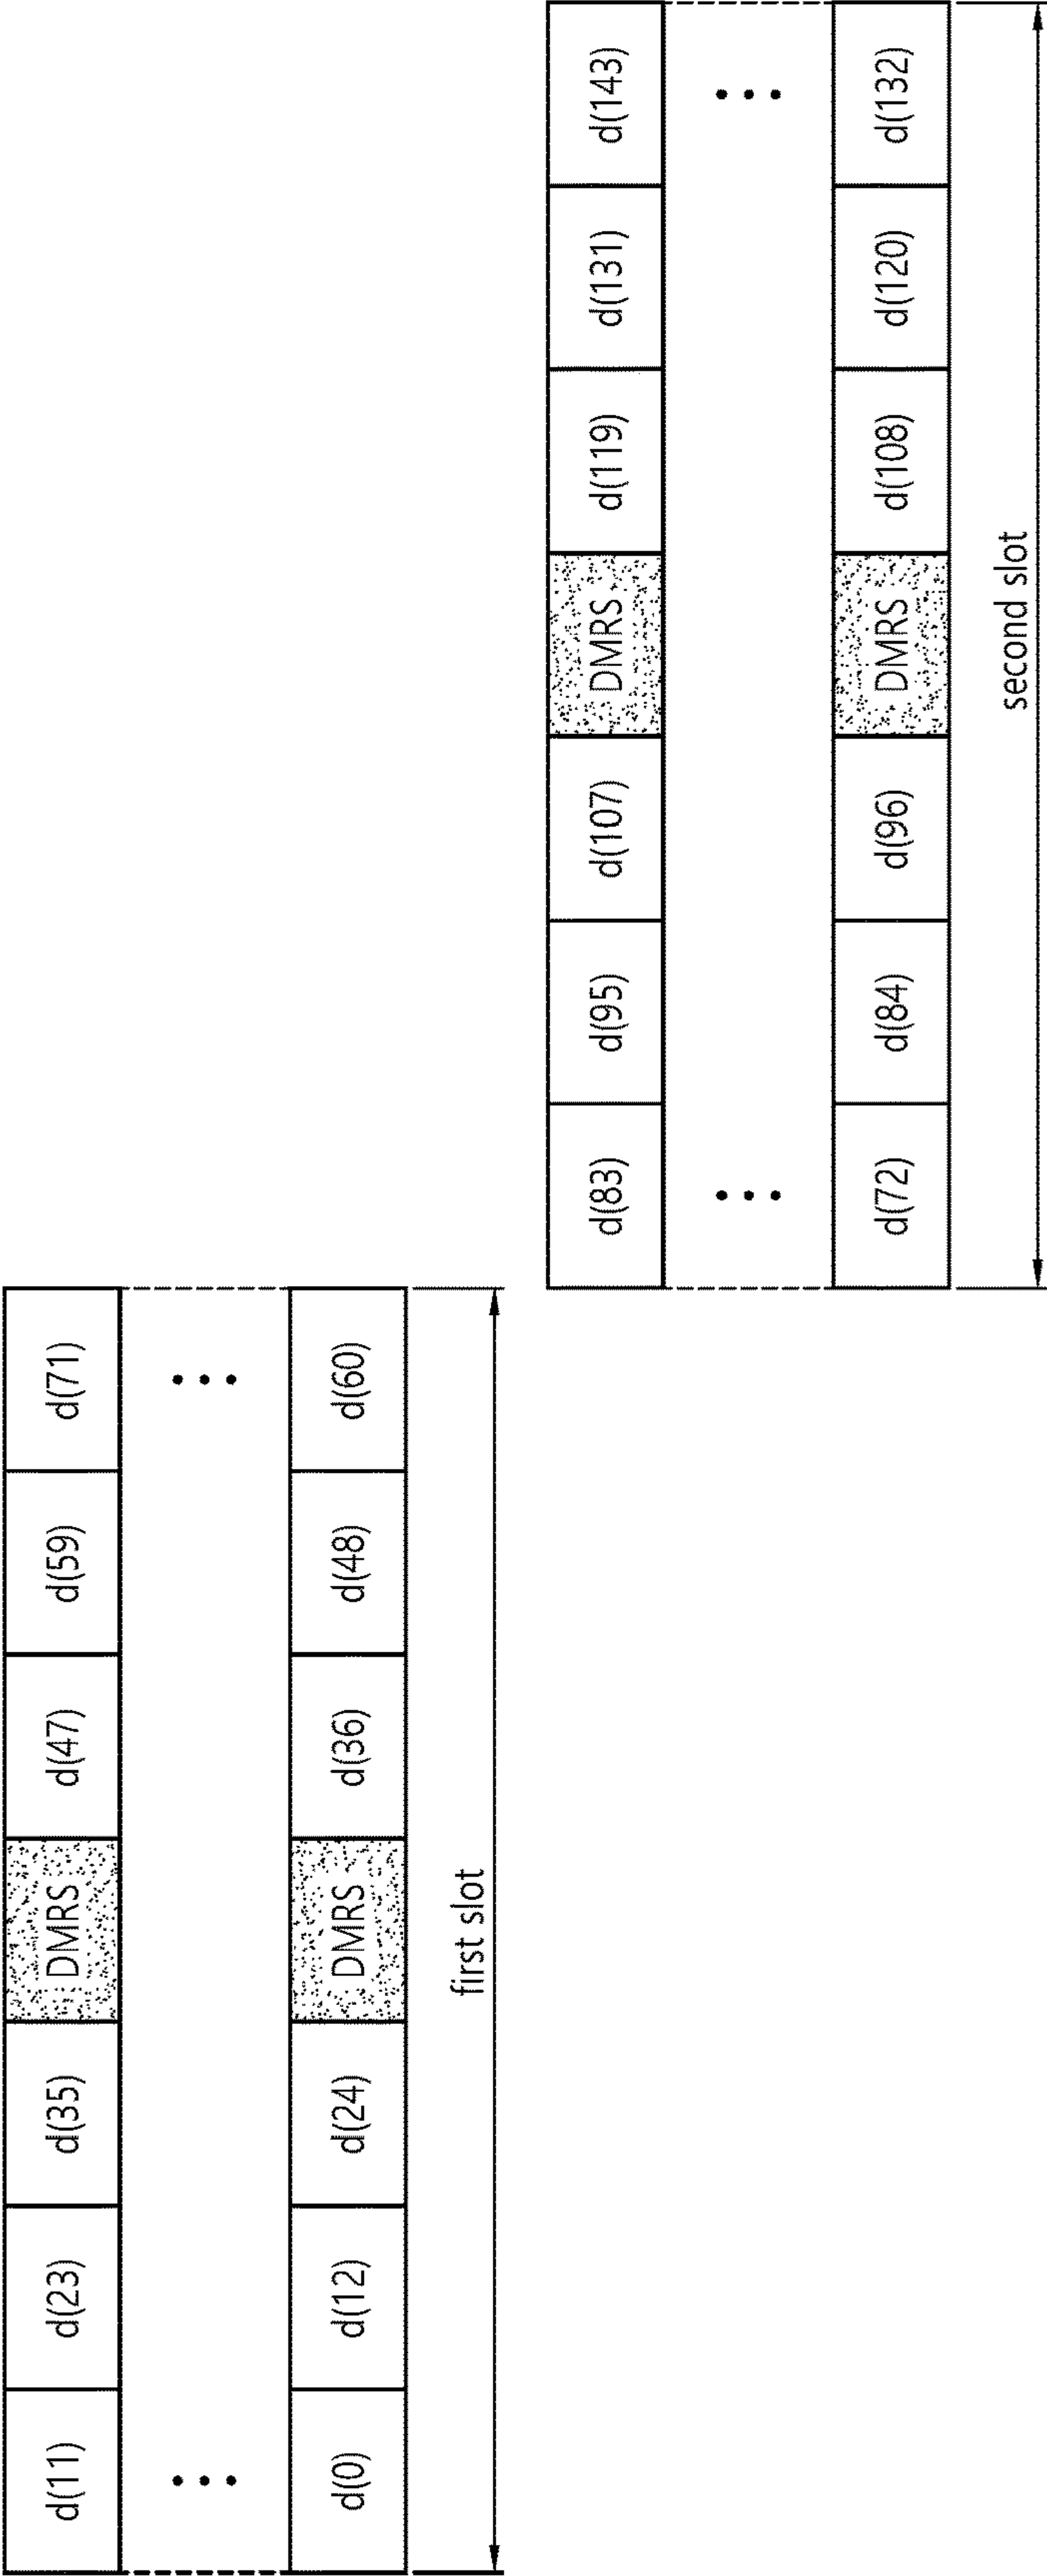 d(11) d(23) d(35) DMRS d(47) d(59) d(71)
... ...
d(0) d(12) d(24) DMRS d(36) d(48) d(60)
first slot
d(83) d(95) d(107) DMRS d(119) d(131) d(143)
... ...
d(72) d(84) d(96) DMRS d(108) d(120) d(132)
second slot